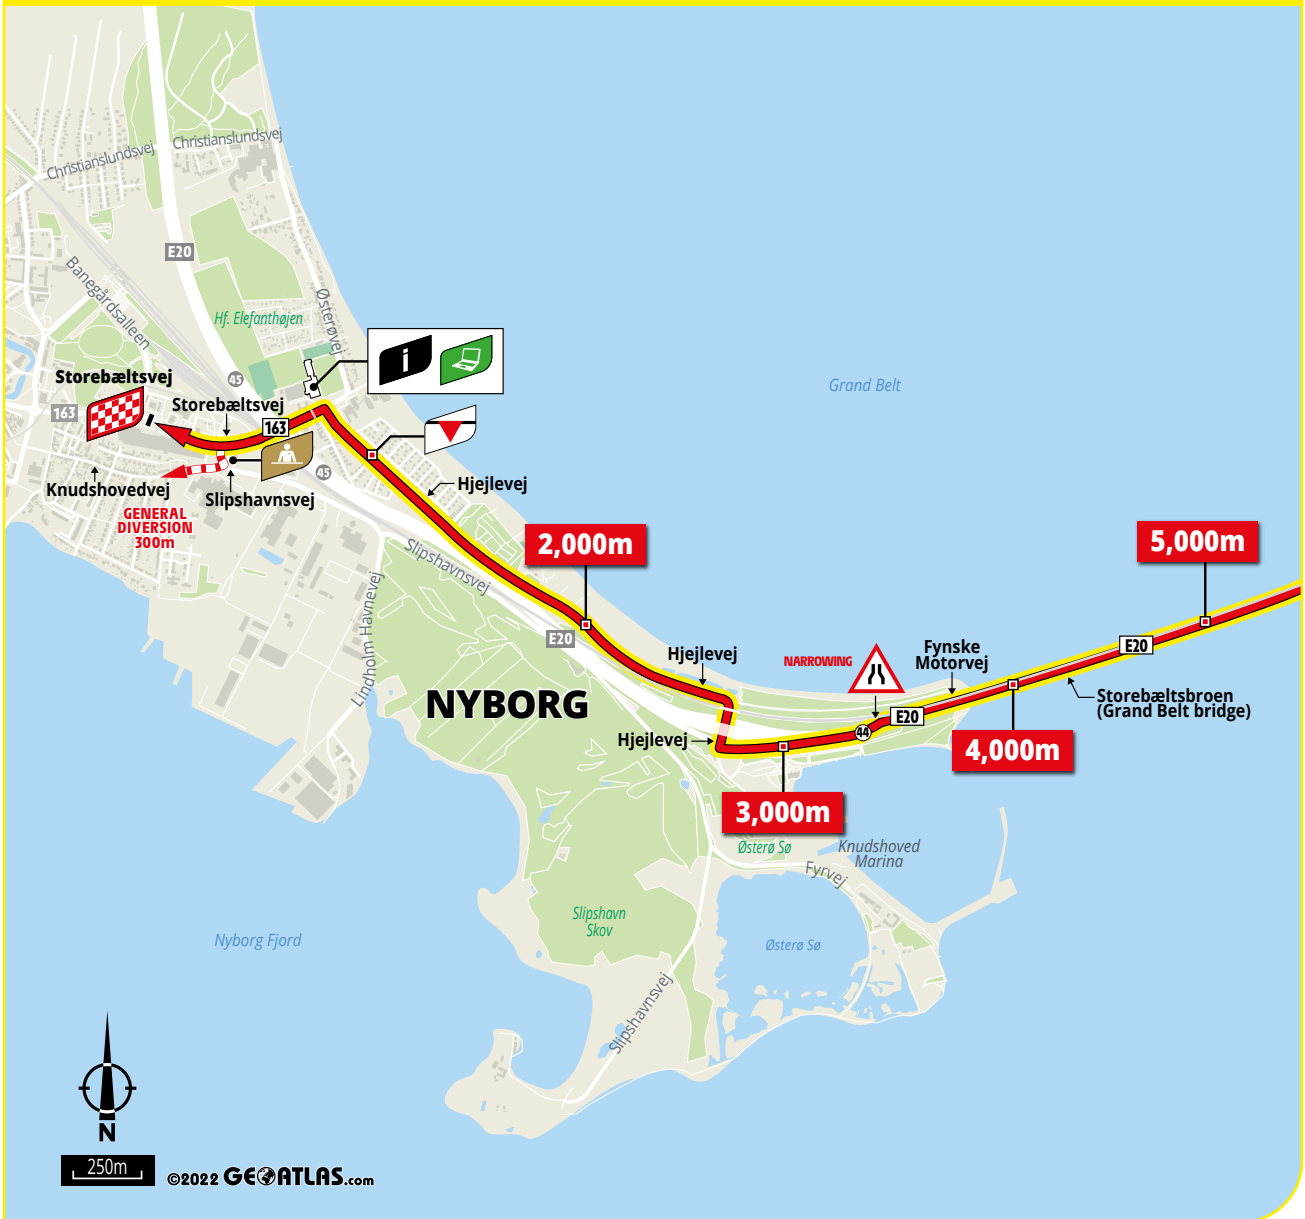 Christianslundsvej
Christianslundsvej
E20
Banegårdsalleen
Østerøvej
Hf. Elefanthøjen
i
45
Storebæltsvej
163
Storebæltsvej
163
Grand Belt
Knudshovedvej
Slipshavnsvej
45
GENERAL
DIVERSION
300m
Hjejlevej
2,000m
5,000m
Slipshavnsvej
Lindholm Havnevej
E20
Hjejlevej
NARROWING
Fynske
Motorvej
E20
NYBORG
Storebæltsbroen
(Grand Belt bridge)
E20
44
Hjejlevej
4,000m
3,000m
Østerø Sø
Knudshoved
Marina
Fyrvej
Slipshavn
Skov
Nyborg Fjord
Østerø Sø
Slipshavnsvej
N
250m
©2022 GEOATLAS.com